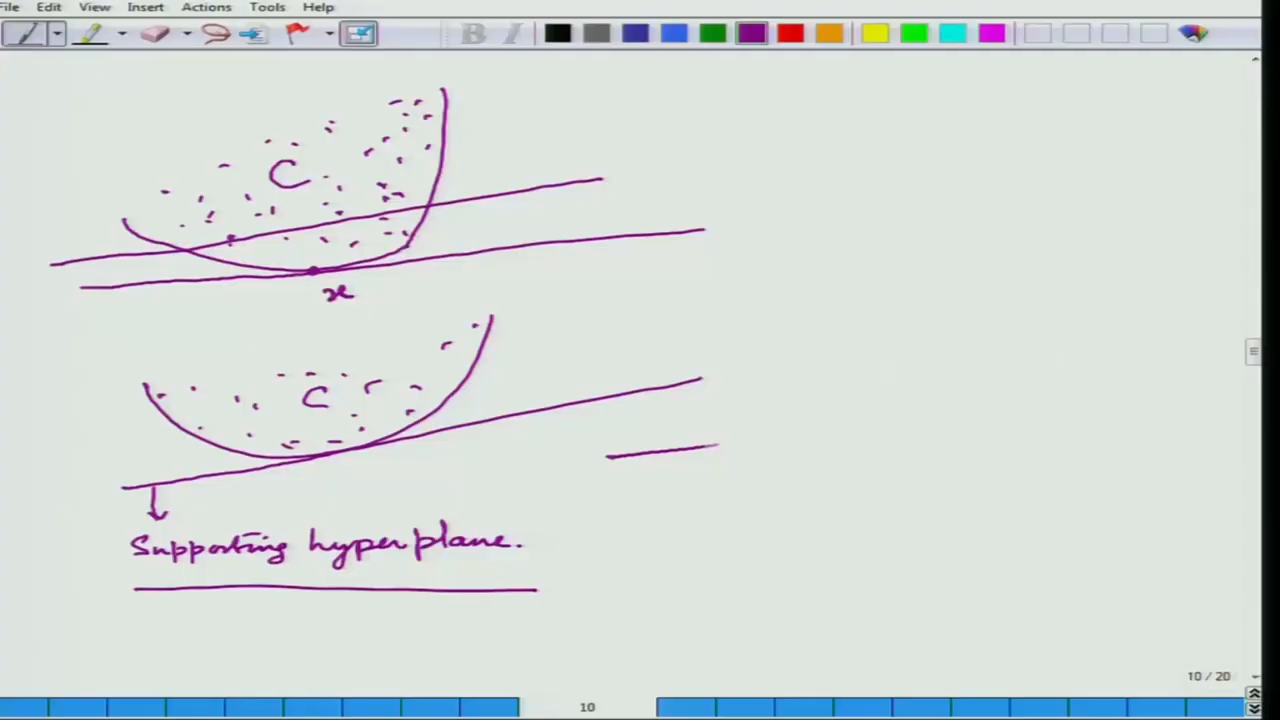 File Edit View Insert Actions Tools Help
B I
C
x
C
Supporting hyperplane.
10 / 20
10